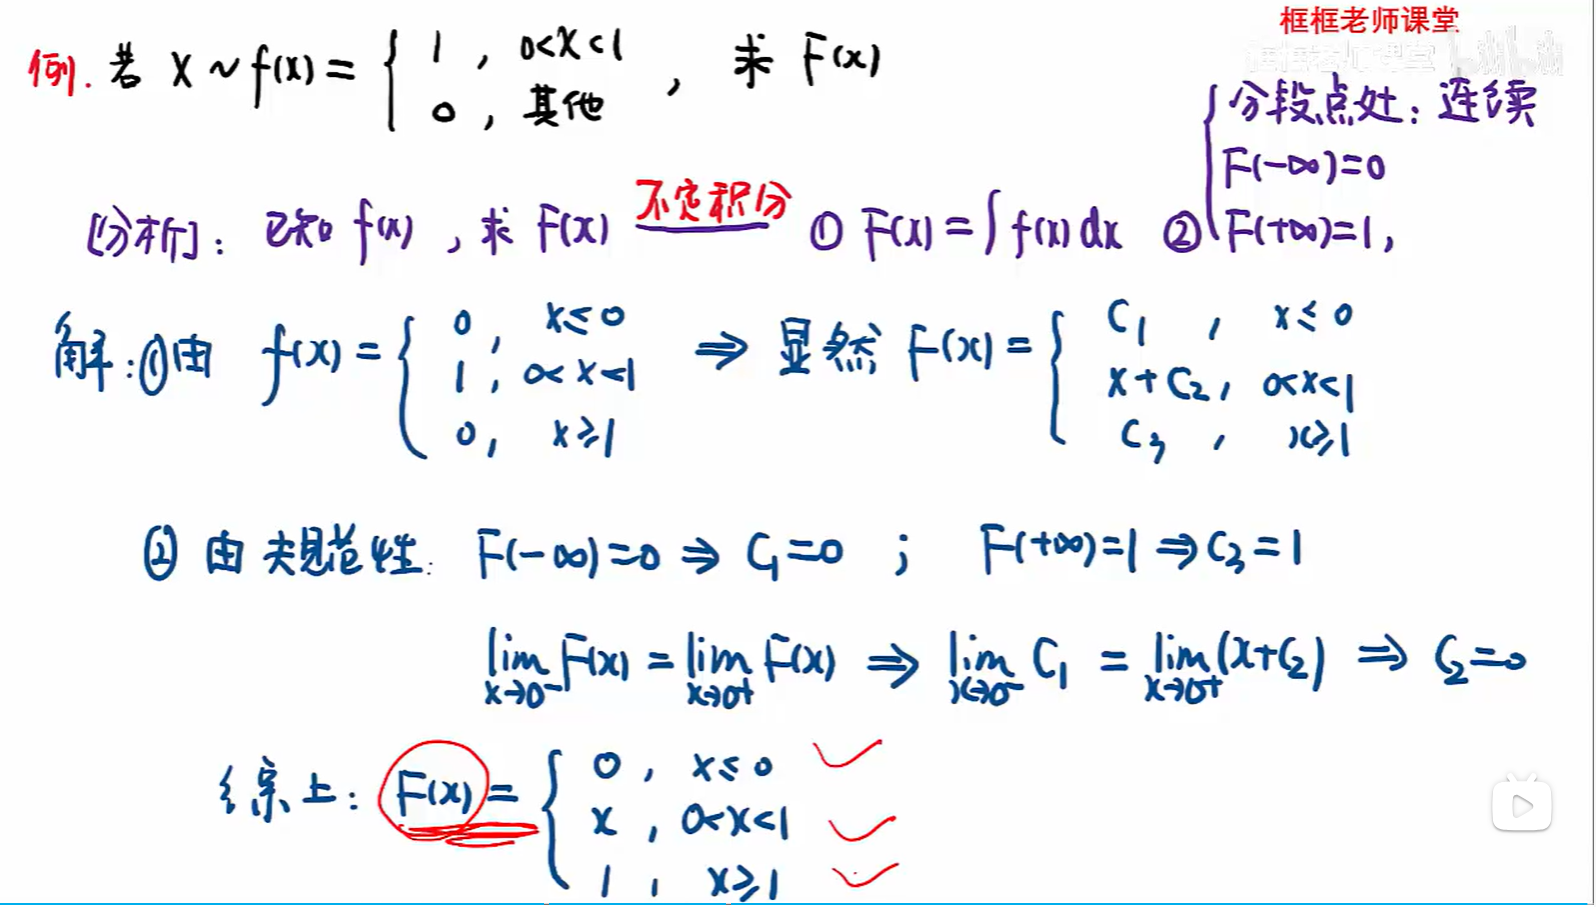 框框老师课堂
例. 若 X ~ f(x) = { 1 , 0<x<1 ; 0 , 其他 , 求 F(x)
[分析]: 已知 f(x) , 求 F(x) 不定积分 ① F(x) = ∫ f(x) dx ② { 分段点处: 连续 ; F(-∞)=0 ; F(+∞)=1,
解: ①由 f(x) = { 0 , x≤0 ; 1 , 0<x<1 ; 0 , x≥1 ⇒ 显然 F(x) = { C₁ , x≤0 ; x+C₂ , 0<x<1 ; C₃ , x≥1
② 由规范性: F(-∞)=0 ⇒ C₁=0 ; F(+∞)=1 ⇒ C₃=1
lim_{x→0⁻} F(x) = lim_{x→0⁺} F(x) ⇒ lim_{x→0⁻} C₁ = lim_{x→0⁺} (x+C₂) ⇒ C₂=0
综上: F(x) = { 0 , x≤0 ; x , 0<x<1 ; 1 , x≥1